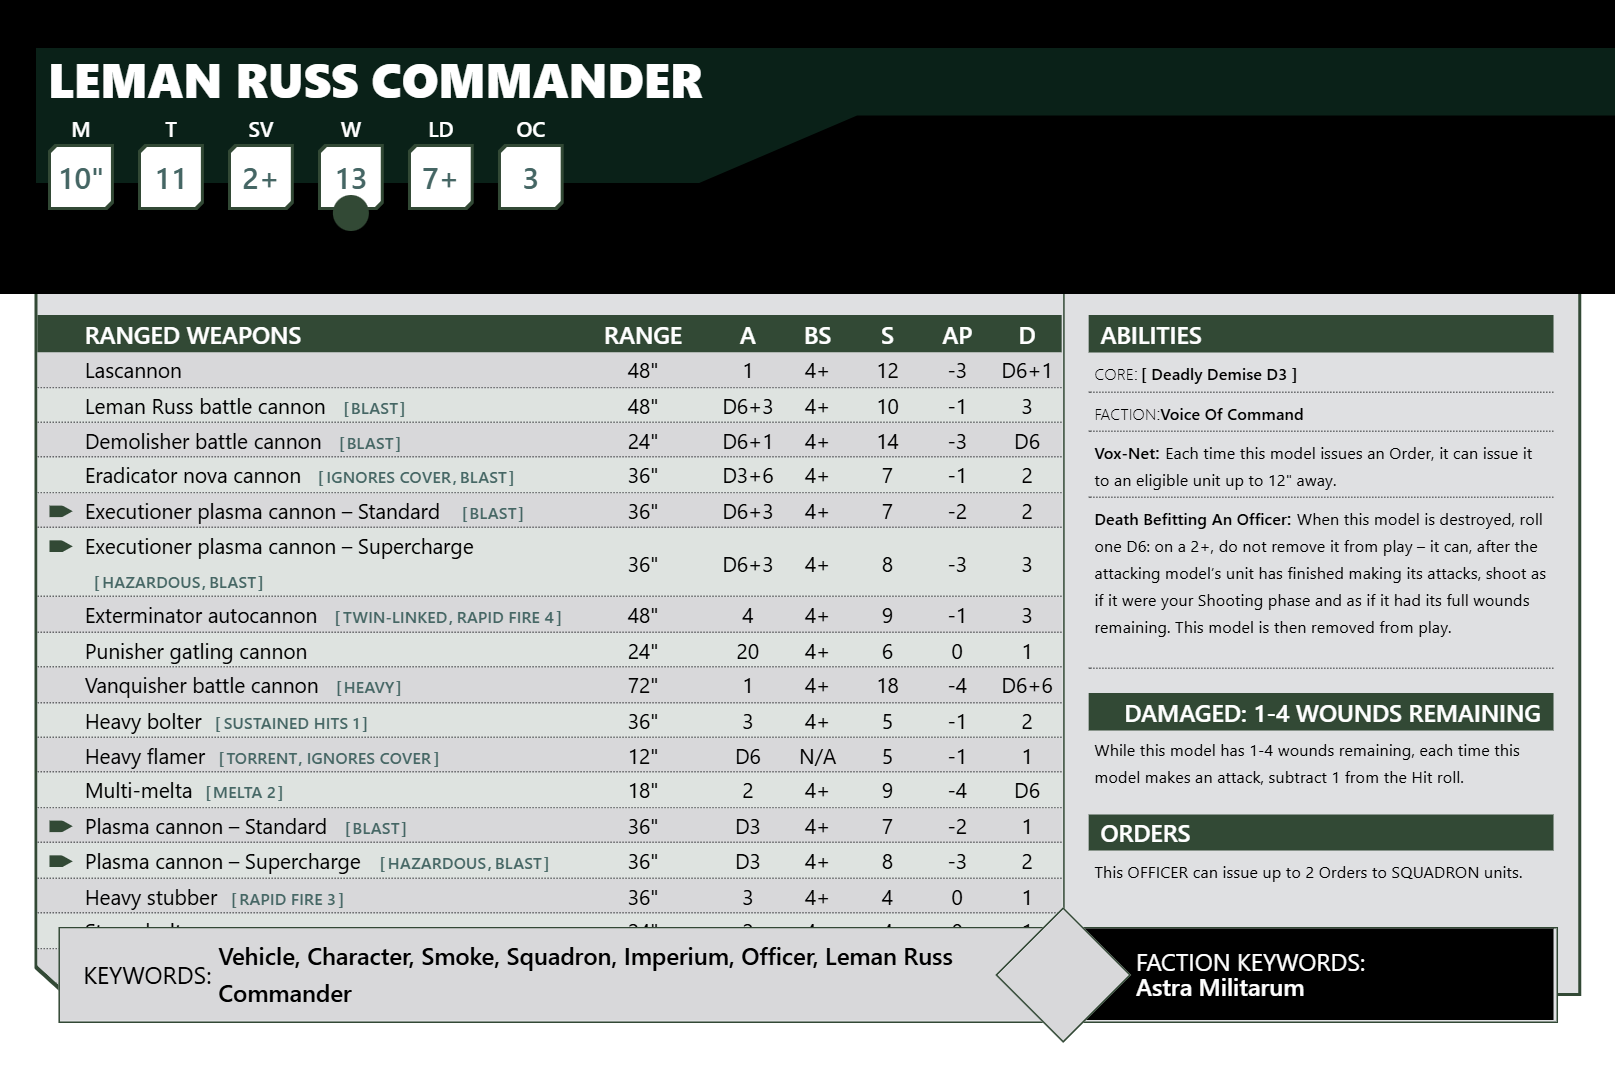 LEMAN RUSS COMMANDER
M T SV W LD OC
10" 11 2+ 13 7+ 3
RANGED WEAPONS RANGE A BS S AP D
Lascannon 48" 1 4+ 12 -3 D6+1
Leman Russ battle cannon [BLAST] 48" D6+3 4+ 10 -1 3
Demolisher battle cannon [BLAST] 24" D6+1 4+ 14 -3 D6
Eradicator nova cannon [IGNORES COVER, BLAST] 36" D3+6 4+ 7 -1 2
Executioner plasma cannon – Standard [BLAST] 36" D6+3 4+ 7 -2 2
Executioner plasma cannon – Supercharge
[HAZARDOUS, BLAST] 36" D6+3 4+ 8 -3 3
Exterminator autocannon [TWIN-LINKED, RAPID FIRE 4] 48" 4 4+ 9 -1 3
Punisher gatling cannon 24" 20 4+ 6 0 1
Vanquisher battle cannon [HEAVY] 72" 1 4+ 18 -4 D6+6
Heavy bolter [SUSTAINED HITS 1] 36" 3 4+ 5 -1 2
Heavy flamer [TORRENT, IGNORES COVER] 12" D6 N/A 5 -1 1
Multi-melta [MELTA 2] 18" 2 4+ 9 -4 D6
Plasma cannon – Standard [BLAST] 36" D3 4+ 7 -2 1
Plasma cannon – Supercharge [HAZARDOUS, BLAST] 36" D3 4+ 8 -3 2
Heavy stubber [RAPID FIRE 3] 36" 3 4+ 4 0 1
ABILITIES
CORE: [ Deadly Demise D3 ]
FACTION:Voice Of Command
Vox-Net: Each time this model issues an Order, it can issue it
to an eligible unit up to 12" away.
Death Befitting An Officer: When this model is destroyed, roll
one D6: on a 2+, do not remove it from play – it can, after the
attacking model's unit has finished making its attacks, shoot as
if it were your Shooting phase and as if it had its full wounds
remaining. This model is then removed from play.
DAMAGED: 1-4 WOUNDS REMAINING
While this model has 1-4 wounds remaining, each time this
model makes an attack, subtract 1 from the Hit roll.
ORDERS
This OFFICER can issue up to 2 Orders to SQUADRON units.
KEYWORDS: Vehicle, Character, Smoke, Squadron, Imperium, Officer, Leman Russ
Commander
FACTION KEYWORDS:
Astra Militarum